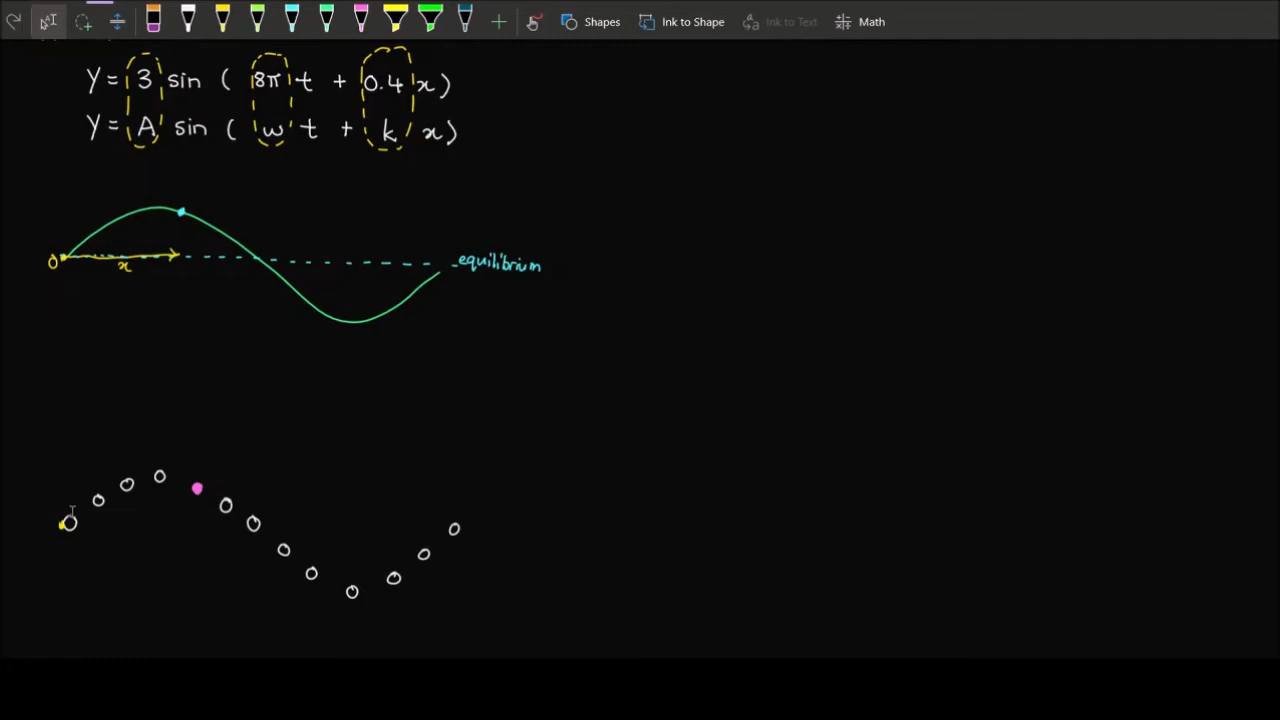 Shapes Ink to Shape Ink to Text Math
Y = 3 sin ( 8π t + 0.4 x)
Y = A sin ( w t + k x)
0
x
equilibrium